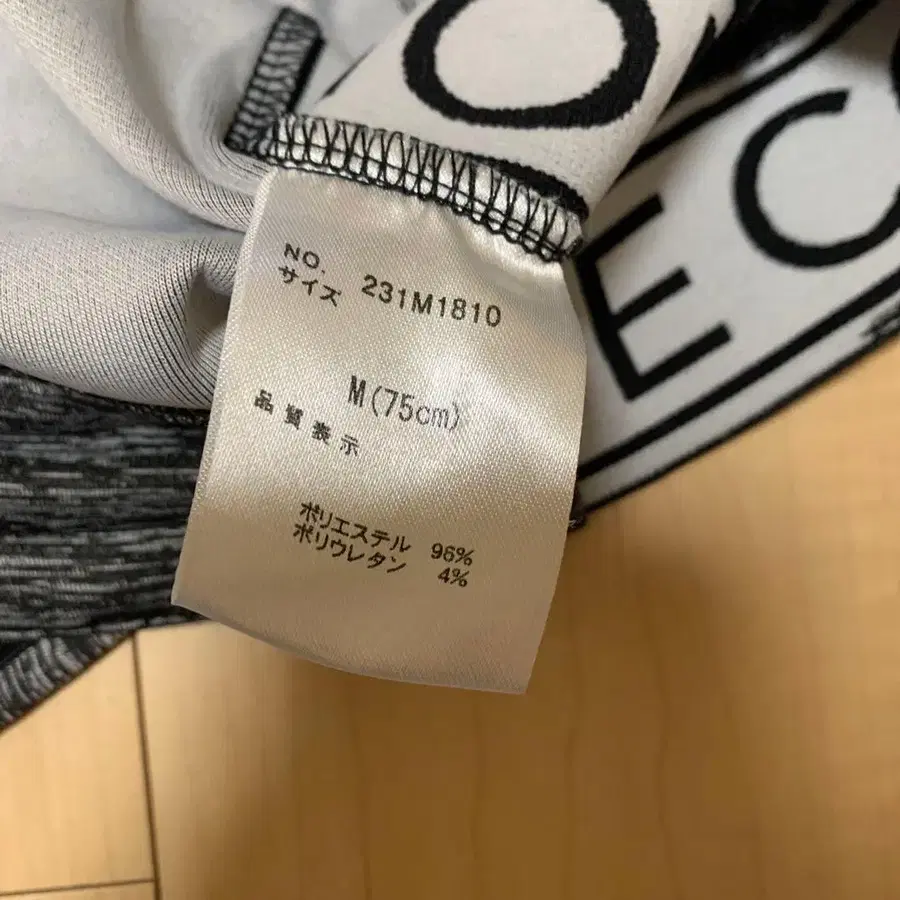 NO. 231M1810
サイズ
M(75cm)
品質表示
ポリエステル 96%
ポリウレタン 4%
O
EC